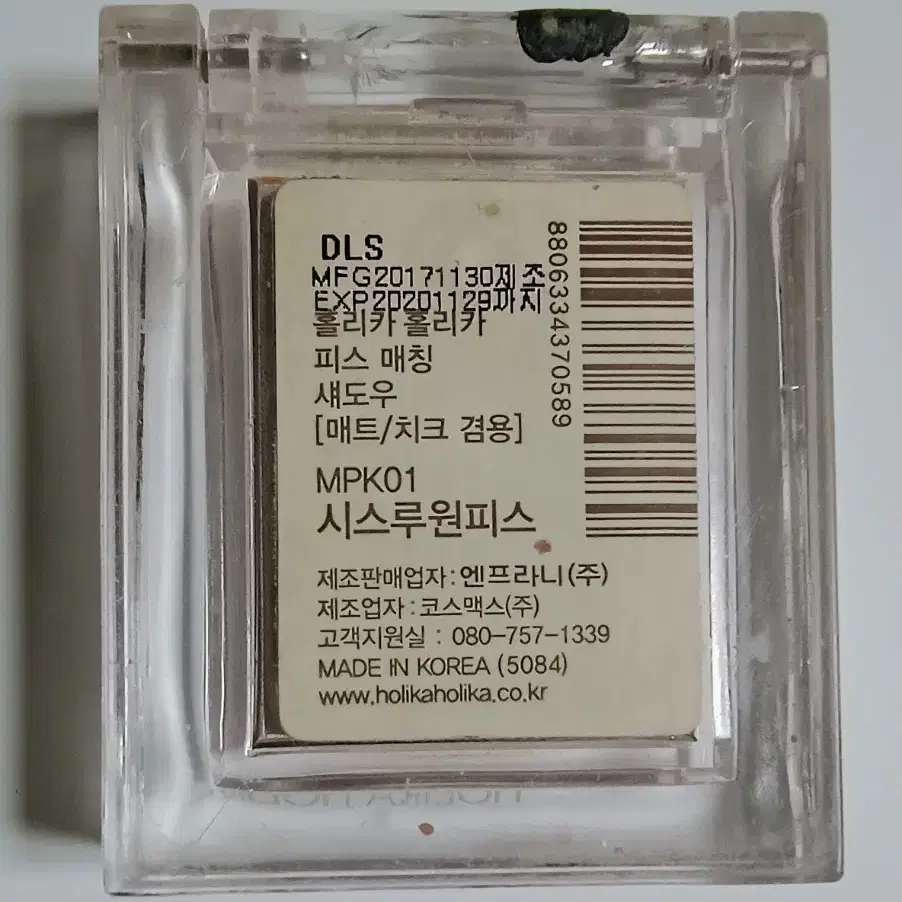 DLS
MFG20171130제조
EXP20201129까지
홀리카 홀리카
피스 매칭
섀도우
[매트/치크 겸용]
MPK01
시스루원피스
제조판매업자:엔프라니(주)
제조업자:코스맥스(주)
고객지원실 : 080-757-1339
MADE IN KOREA (5084)
www.holikaholika.co.kr
8806334370589